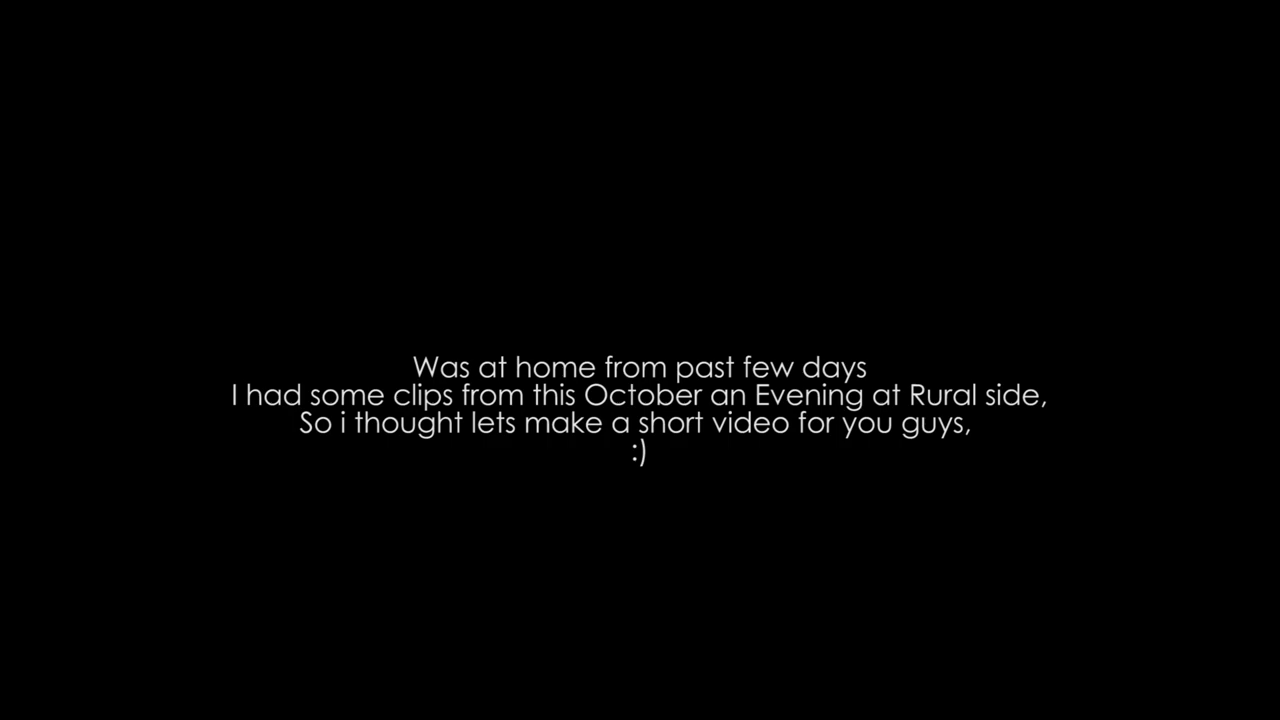 Was at home from past few days
I had some clips from this October an Evening at Rural side,
So i thought lets make a short video for you guys,
:)